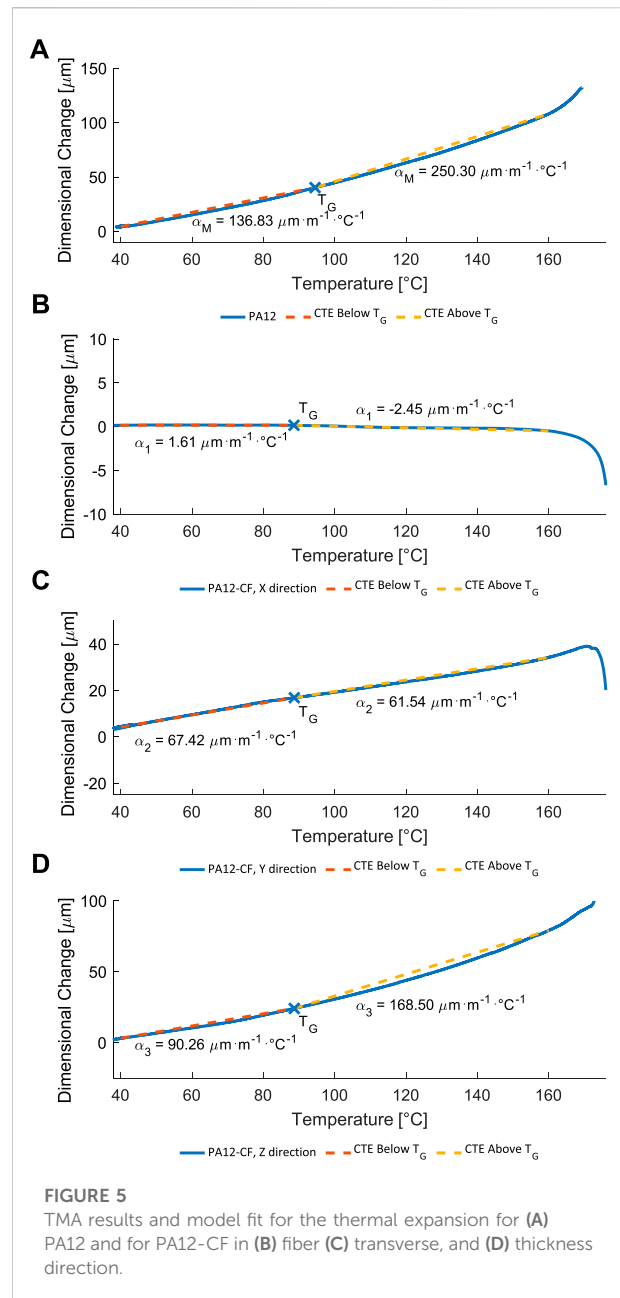 A
Dimensional Change [μm]
150
100
50
0
α_M = 250.30 μm·m⁻¹·°C⁻¹
T_G
α_M = 136.83 μm·m⁻¹·°C⁻¹
40 60 80 100 120 140 160
Temperature [°C]
PA12 CTE Below T_G CTE Above T_G
B
Dimensional Change [μm]
10
5
0
-5
-10
T_G
α_1 = -2.45 μm·m⁻¹·°C⁻¹
α_1 = 1.61 μm·m⁻¹·°C⁻¹
40 60 80 100 120 140 160
Temperature [°C]
PA12-CF, X direction CTE Below T_G CTE Above T_G
C
Dimensional Change [μm]
40
20
0
-20
T_G
α_2 = 61.54 μm·m⁻¹·°C⁻¹
α_2 = 67.42 μm·m⁻¹·°C⁻¹
40 60 80 100 120 140 160
Temperature [°C]
PA12-CF, Y direction CTE Below T_G CTE Above T_G
D
Dimensional Change [μm]
100
50
0
T_G
α_3 = 168.50 μm·m⁻¹·°C⁻¹
α_3 = 90.26 μm·m⁻¹·°C⁻¹
40 60 80 100 120 140 160
Temperature [°C]
PA12-CF, Z direction CTE Below T_G CTE Above T_G
FIGURE 5
TMA results and model fit for the thermal expansion for (A)
PA12 and for PA12-CF in (B) fiber (C) transverse, and (D) thickness
direction.